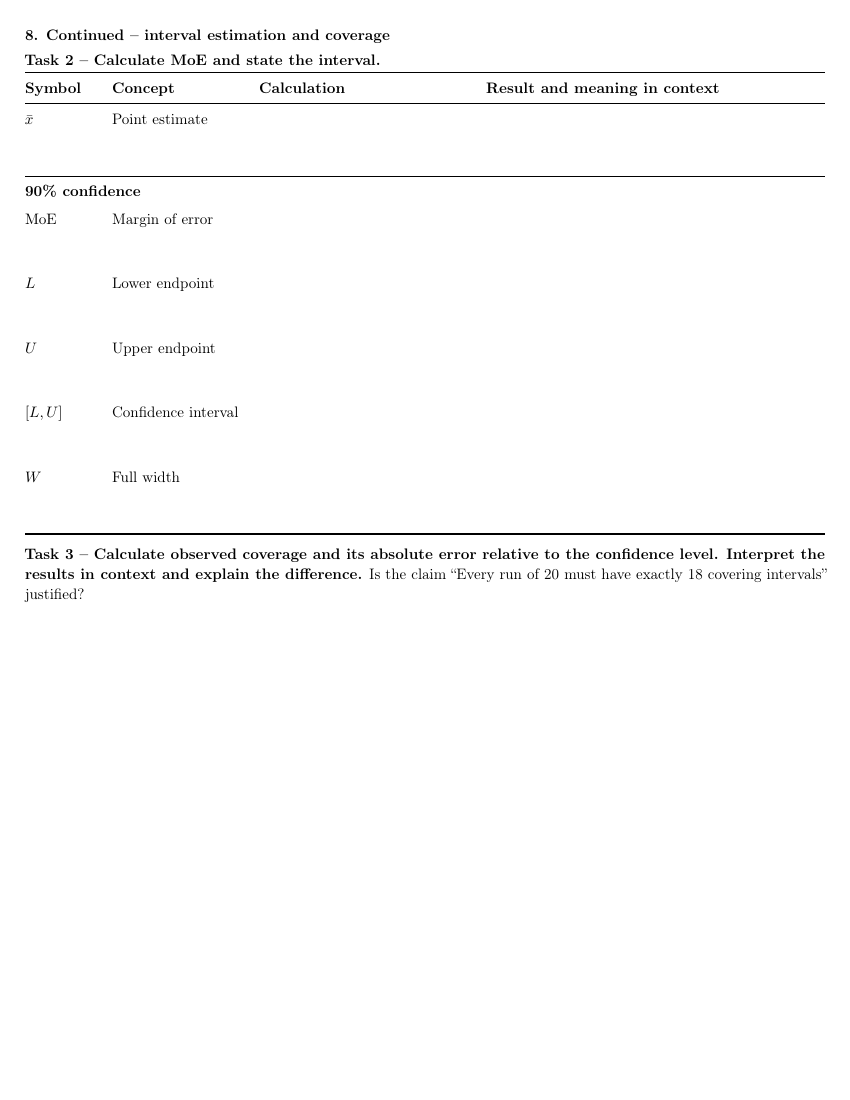 8. Continued – interval estimation and coverage
Task 2 – Calculate MoE and state the interval.
Symbol Concept Calculation Result and meaning in context
x̄ Point estimate
90% confidence
MoE Margin of error
L Lower endpoint
U Upper endpoint
[L, U] Confidence interval
W Full width
Task 3 – Calculate observed coverage and its absolute error relative to the confidence level. Interpret the
results in context and explain the difference. Is the claim “Every run of 20 must have exactly 18 covering intervals”
justified?